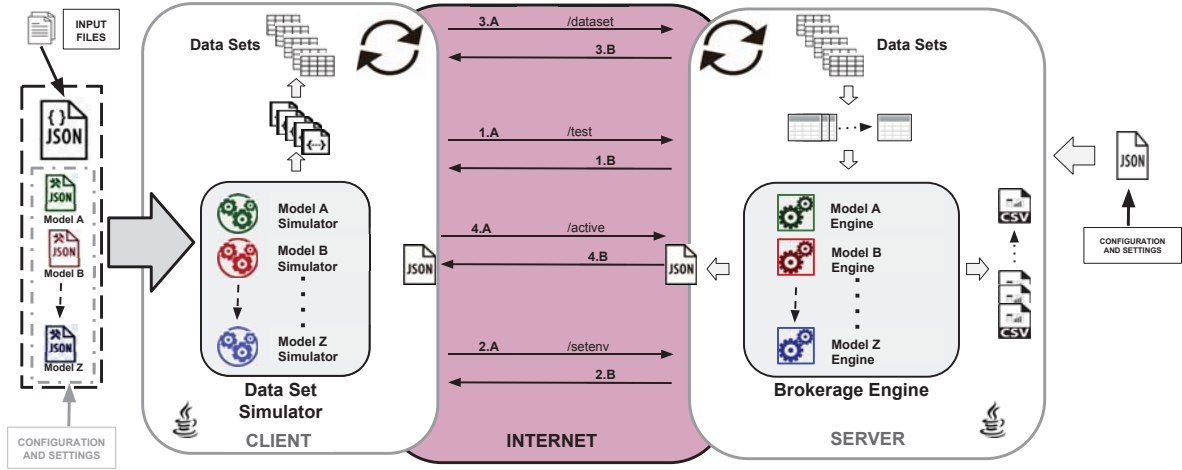 INPUT
FILES
{ }
JSON
JSON
Model A
JSON
Model B
JSON
Model Z
CONFIGURATION
AND SETTINGS
Data Sets
{...}
Model A
Simulator
Model B
Simulator
Model Z
Simulator
Data Set
Simulator
CLIENT
JSON
3.A /dataset
3.B
1.A /test
1.B
4.A /active
4.B
2.A /setenv
2.B
INTERNET
JSON
Data Sets
Model A
Engine
Model B
Engine
Model Z
Engine
Brokerage Engine
SERVER
CSV
CSV
JSON
CONFIGURATION
AND SETTINGS